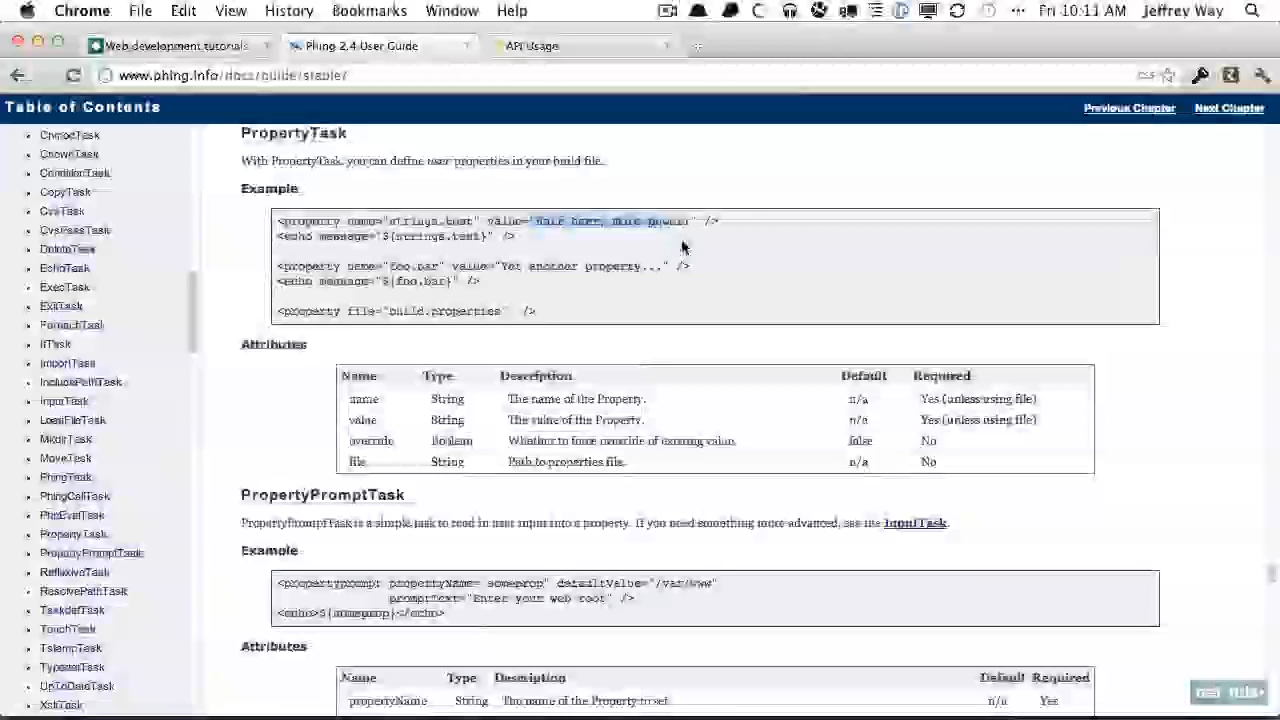 Chrome File Edit View History Bookmarks Window Help Fri 10:11 AM Jeffrey Way
Web development tutorials Phing 2.4 User Guide API Usage
www.phing.info/docs/guide/stable/
Table of Contents Previous Chapter Next Chapter
ChmodTask
ChownTask
ConditionTask
CopyTask
CvsTask
CvsPassTask
DeleteTask
EchoTask
ExecTask
ExitTask
ForeachTask
IfTask
ImportTask
IncludePathTask
InputTask
LoadFileTask
MkdirTask
MoveTask
PhingTask
PhingCallTask
PhpEvalTask
PropertyTask
PropertyPromptTask
ReflexiveTask
ResolvePathTask
TaskdefTask
TouchTask
TstampTask
TypedefTask
UpToDateTask
XsltTask
PropertyTask
With PropertyTask, you can define user properties in your build file.
Example
<property name="strings.test" value="Half beer, more power" />
<echo message="${strings.test}" />
<property name="foo.bar" value="Yet another property..." />
<echo message="${foo.bar}" />
<property file="build.properties" />
Attributes
Name Type Description Default Required
name String The name of the Property. n/a Yes (unless using file)
value String The value of the Property. n/a Yes (unless using file)
override Boolean Whether to force override of existing value. false No
file String Path to properties file. n/a No
PropertyPromptTask
PropertyPromptTask is a simple task to read in user input into a property. If you need something more advanced, see the InputTask.
Example
<propertyprompt propertyName="someprop" defaultValue="/var/www"
promptText="Enter your web root" />
<echo>${someprop}</echo>
Attributes
Name Type Description Default Required
propertyName String The name of the Property to set n/a Yes